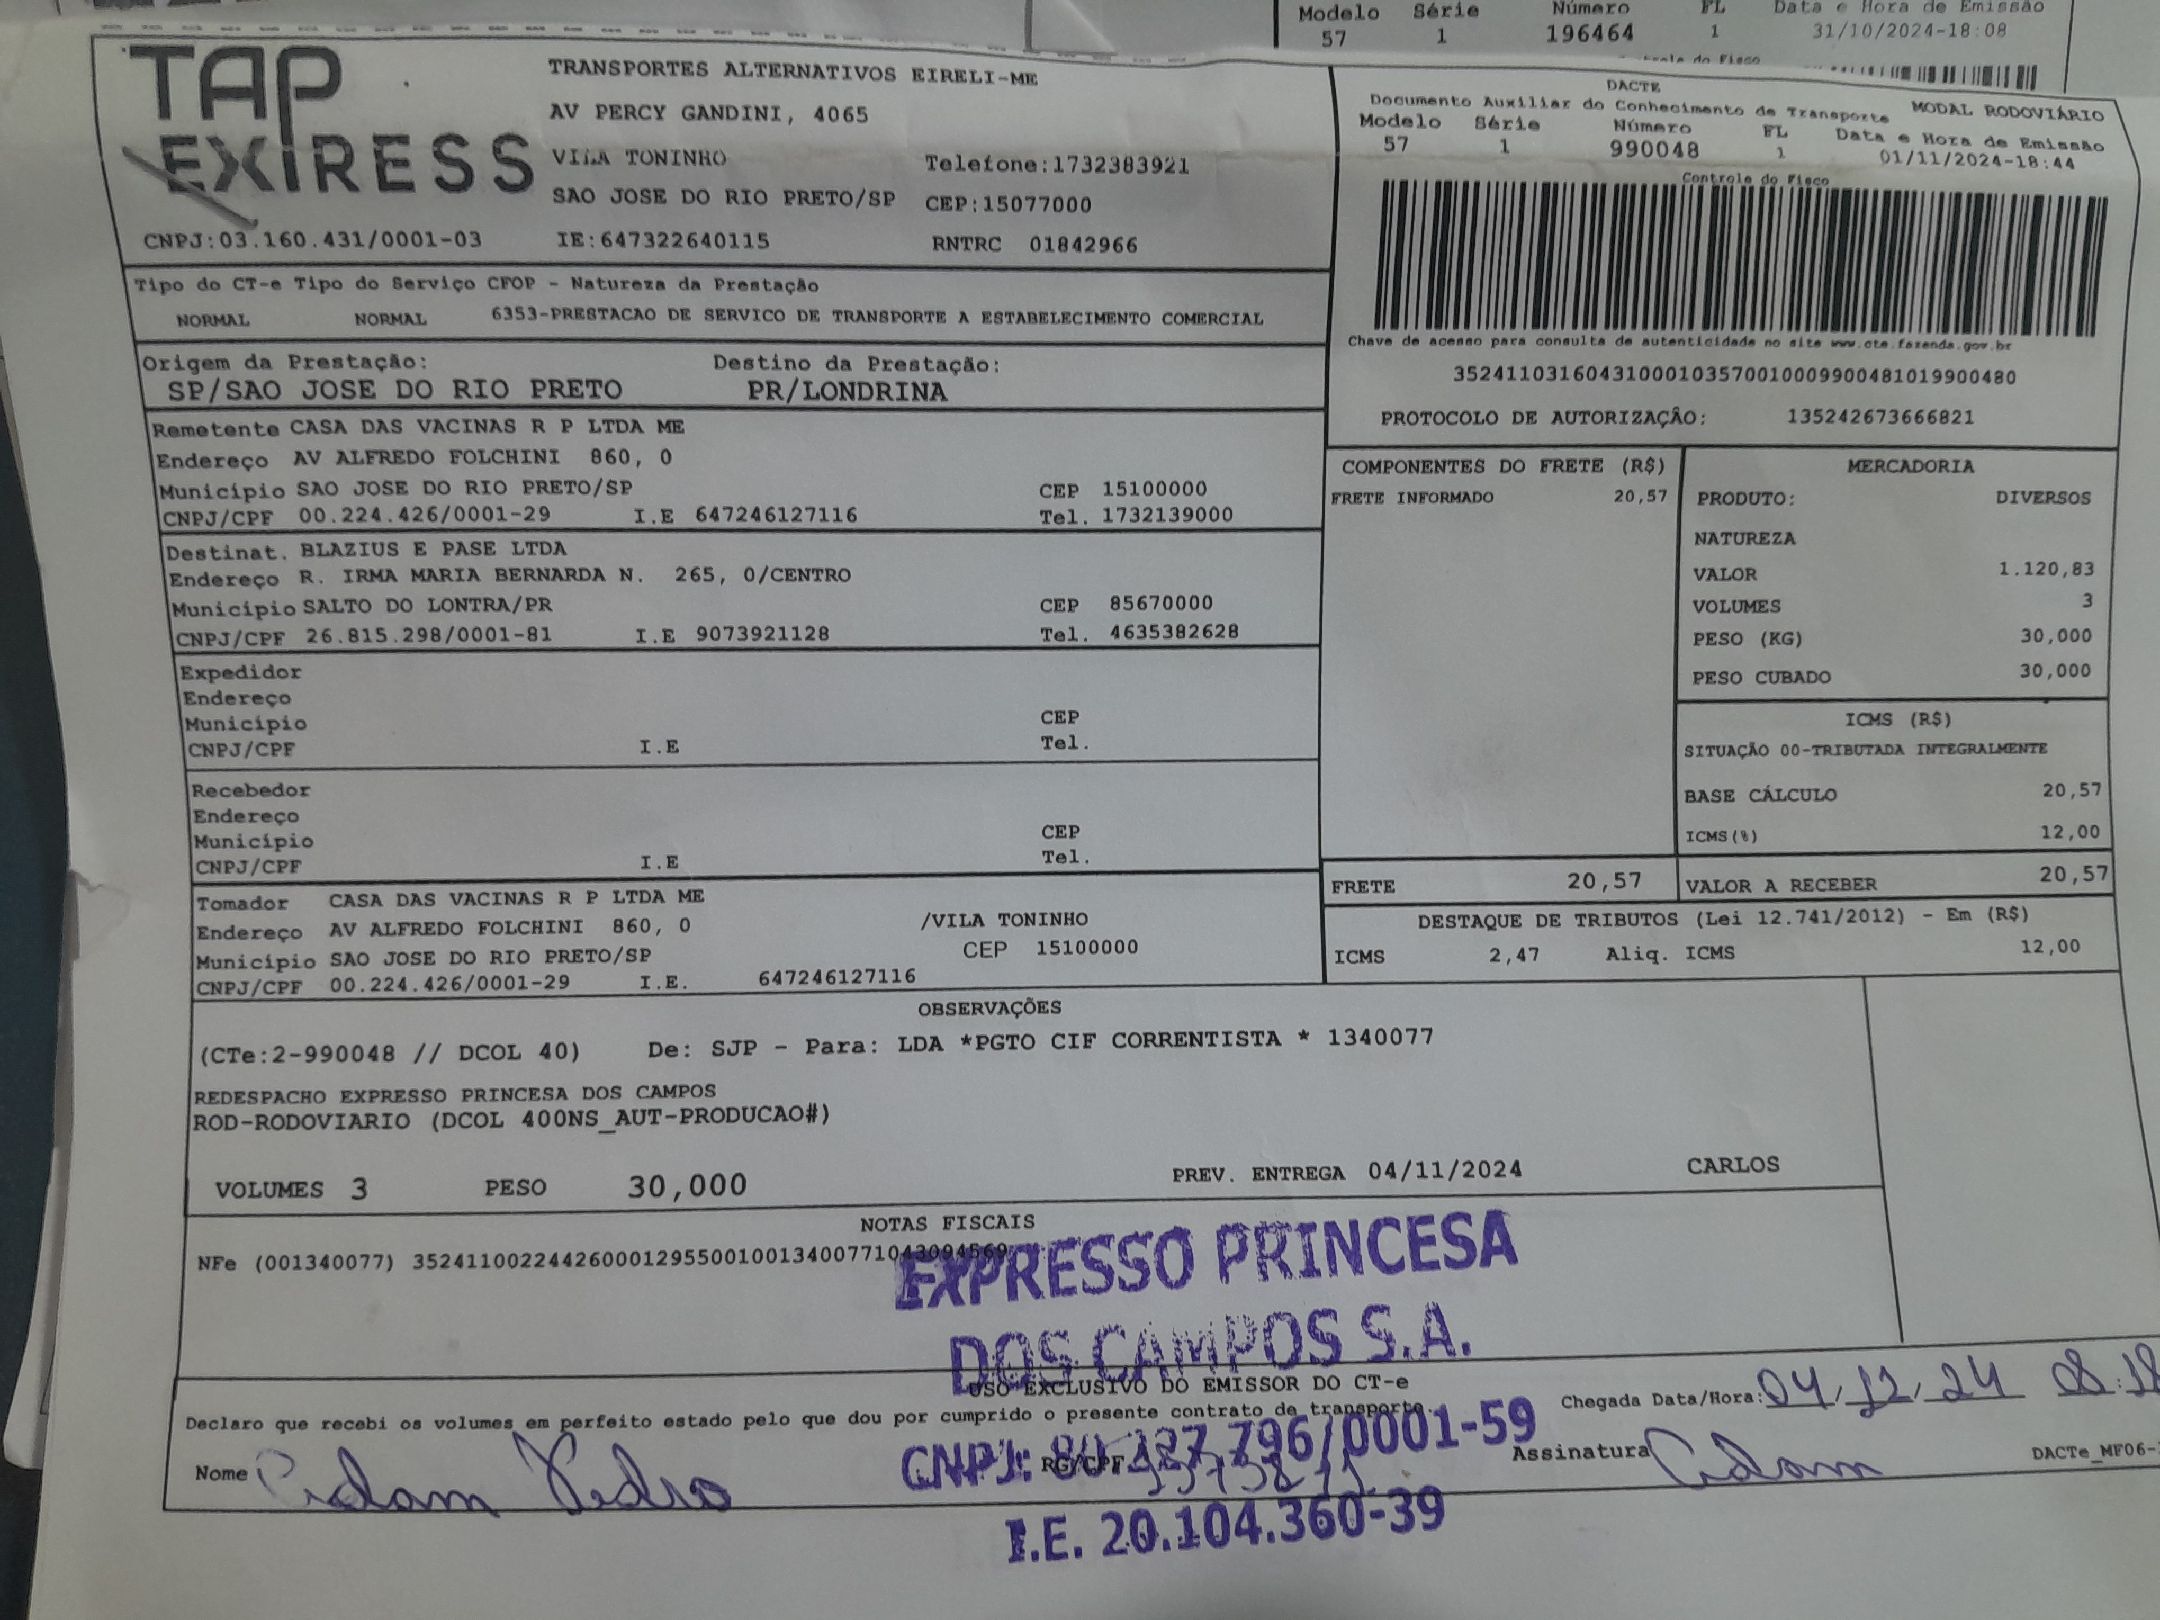 Modelo Série Número FL Data e Hora de Emissão
57 1 196464 1 31/10/2024-18:08
TAP
EXIRESS
TRANSPORTES ALTERNATIVOS EIRELI-ME
AV PERCY GANDINI, 4065
VILA TONINHO Telefone:1732383921
SAO JOSE DO RIO PRETO/SP CEP:15077000
CNPJ:03.160.431/0001-03 IE:647322640115 RNTRC 01842966
DACTE
Documento Auxiliar do Conhecimento de Transporte MODAL RODOVIÁRIO
Modelo Série Número FL Data e Hora de Emissão
57 1 990048 1 01/11/2024-18:44
Controle do Fisco
Chave de acesso para consulta de autenticidade no site www.cte.fazenda.gov.br
35241103160431000103570010009900481019900480
PROTOCOLO DE AUTORIZAÇÃO: 135242673666821
Tipo do CT-e Tipo do Serviço CFOP - Natureza da Prestação
NORMAL NORMAL 6353-PRESTACAO DE SERVICO DE TRANSPORTE A ESTABELECIMENTO COMERCIAL
Origem da Prestação: Destino da Prestação:
SP/SAO JOSE DO RIO PRETO PR/LONDRINA
Remetente CASA DAS VACINAS R P LTDA ME
Endereço AV ALFREDO FOLCHINI 860, 0
Município SAO JOSE DO RIO PRETO/SP CEP 15100000
CNPJ/CPF 00.224.426/0001-29 I.E 647246127116 Tel. 1732139000
Destinat. BLAZIUS E PASE LTDA
Endereço R. IRMA MARIA BERNARDA N. 265, 0/CENTRO
Município SALTO DO LONTRA/PR CEP 85670000
CNPJ/CPF 26.815.298/0001-81 I.E 9073921128 Tel. 4635382628
Expedidor
Endereço
Município CEP
CNPJ/CPF I.E Tel.
Recebedor
Endereço
Município CEP
CNPJ/CPF I.E Tel.
Tomador CASA DAS VACINAS R P LTDA ME
Endereço AV ALFREDO FOLCHINI 860, 0 /VILA TONINHO
Município SAO JOSE DO RIO PRETO/SP CEP 15100000
CNPJ/CPF 00.224.426/0001-29 I.E. 647246127116
COMPONENTES DO FRETE (R$)
FRETE INFORMADO 20,57
MERCADORIA
PRODUTO: DIVERSOS
NATUREZA
VALOR 1.120,83
VOLUMES 3
PESO (KG) 30,000
PESO CUBADO 30,000
ICMS (R$)
SITUAÇÃO 00-TRIBUTADA INTEGRALMENTE
BASE CÁLCULO 20,57
ICMS(%) 12,00
FRETE 20,57 VALOR A RECEBER 20,57
DESTAQUE DE TRIBUTOS (Lei 12.741/2012) - Em (R$)
ICMS 2,47 Aliq. ICMS 12,00
OBSERVAÇÕES
(CTe:2-990048 // DCOL 40) De: SJP - Para: LDA *PGTO CIF CORRENTISTA * 1340077
REDESPACHO EXPRESSO PRINCESA DOS CAMPOS
ROD-RODOVIARIO (DCOL 400NS_AUT-PRODUCAO#)
VOLUMES 3 PESO 30,000 PREV. ENTREGA 04/11/2024 CARLOS
NOTAS FISCAIS
NFe (001340077) 35241100224426000129550010013400771043094569
EXPRESSO PRINCESA
DOS CAMPOS S.A.
USO EXCLUSIVO DO EMISSOR DO CT-e
Declaro que recebi os volumes em perfeito estado pelo que dou por cumprido o presente contrato de transporte.
Chegada Data/Hora: 04/12/24 08:18
CNPJ: 80.227.796/0001-59
Nome Adam Pedro RG/CPF Assinatura Adam DACTe_MF06-
I.E. 20.104.360-39